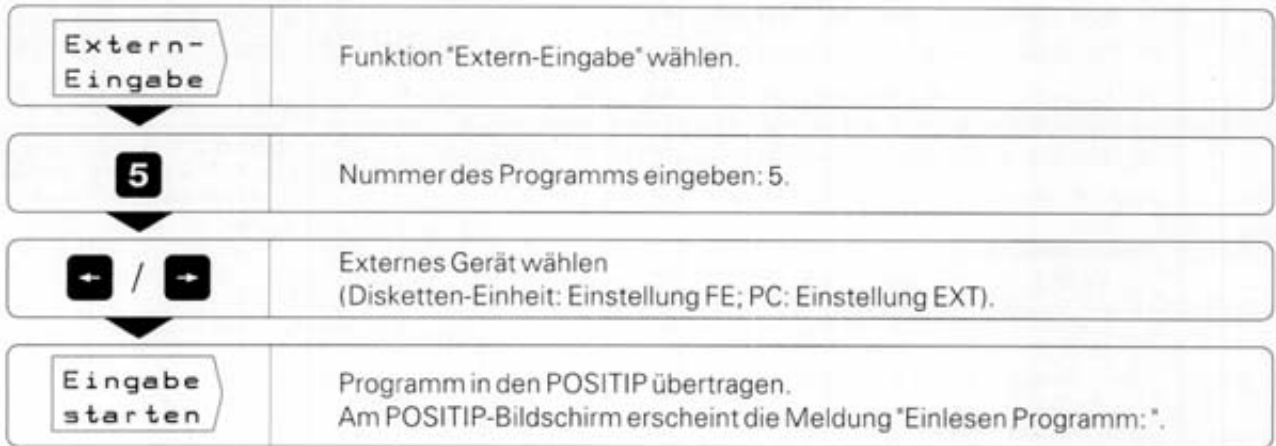 Extern-
Eingabe
Funktion "Extern-Eingabe" wählen.
5
Nummer des Programms eingeben: 5.
← / →
Externes Gerät wählen
(Disketten-Einheit: Einstellung FE; PC: Einstellung EXT).
Eingabe
starten
Programm in den POSITIP übertragen.
Am POSITIP-Bildschirm erscheint die Meldung "Einlesen Programm: ".